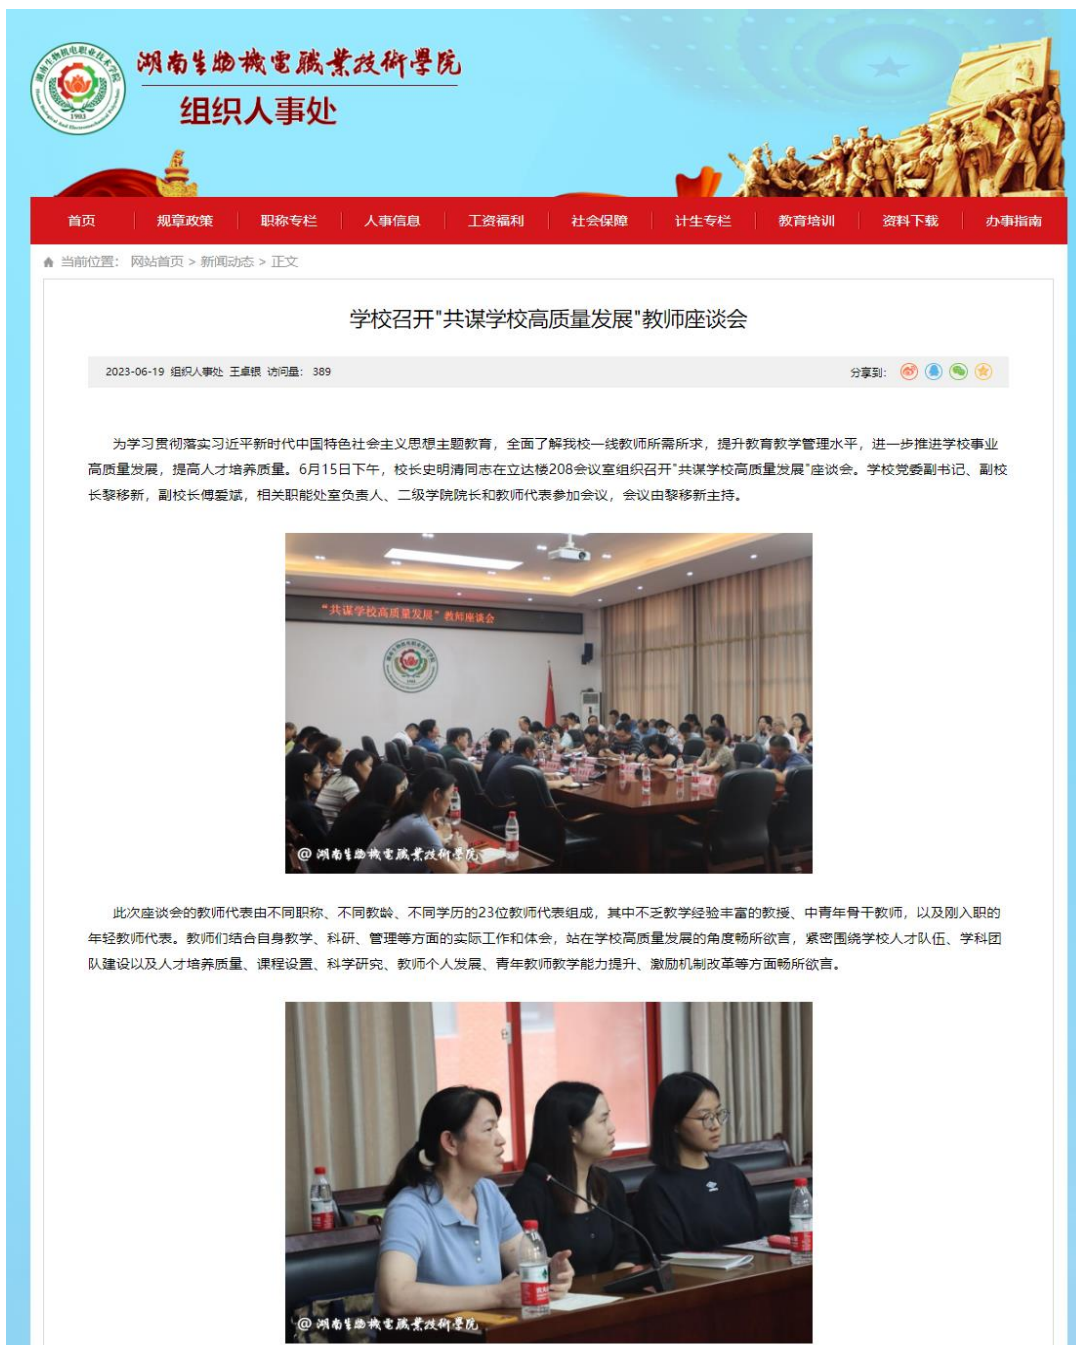 湖南生物機電職業技術學院
组织人事处
首页 规章政策 职称专栏 人事信息 工资福利 社会保障 计生专栏 教育培训 资料下载 办事指南
当前位置： 网站首页 > 新闻动态 > 正文
学校召开"共谋学校高质量发展"教师座谈会
2023-06-19 组织人事处 王卓银 访问量： 389
分享到：
为学习贯彻落实习近平新时代中国特色社会主义思想主题教育，全面了解我校一线教师所需所求，提升教育教学管理水平，进一步推进学校事业
高质量发展，提高人才培养质量。6月15日下午，校长史明清同志在立达楼208会议室组织召开"共谋学校高质量发展"座谈会。学校党委副书记、副校
长黎移新，副校长傅爱斌，相关职能处室负责人、二级学院院长和教师代表参加会议，会议由黎移新主持。
“共谋学校高质量发展”教师座谈会
@湖南生物機電職業技術學院
此次座谈会的教师代表由不同职称、不同教龄、不同学历的23位教师代表组成，其中不乏教学经验丰富的教授、中青年骨干教师，以及刚入职的
年轻教师代表。教师们结合自身教学、科研、管理等方面的实际工作和体会，站在学校高质量发展的角度畅所欲言，紧密围绕学校人才队伍、学科团
队建设以及人才培养质量、课程设置、科学研究、教师个人发展、青年教师教学能力提升、激励机制改革等方面畅所欲言。
@湖南生物機電職業技術學院